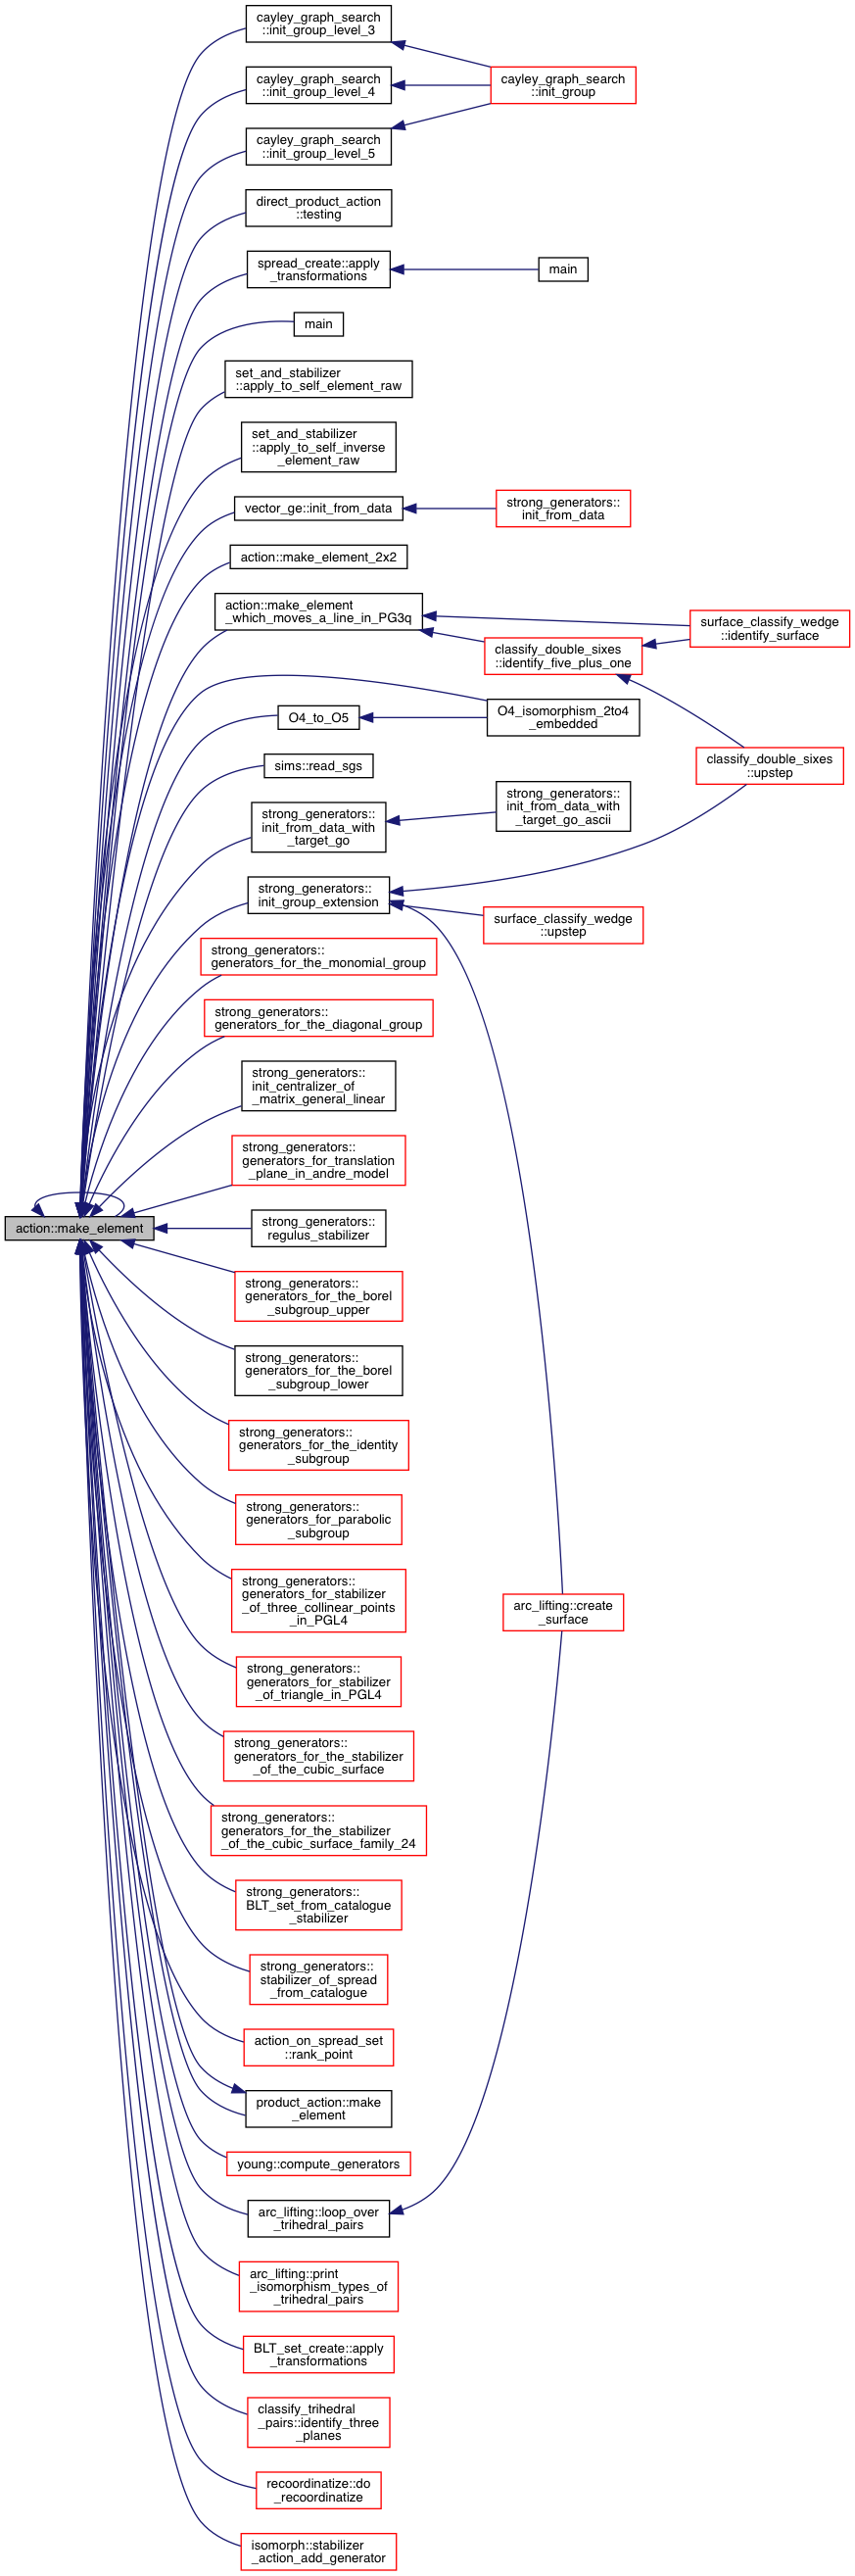 cayley_graph_search
::init_group_level_3
cayley_graph_search
::init_group_level_4
cayley_graph_search
::init_group
cayley_graph_search
::init_group_level_5
direct_product_action
::testing
spread_create::apply
_transformations
main
main
set_and_stabilizer
::apply_to_self_element_raw
set_and_stabilizer
::apply_to_self_inverse
_element_raw
vector_ge::init_from_data
strong_generators::
init_from_data
action::make_element_2x2
action::make_element
_which_moves_a_line_in_PG3q
surface_classify_wedge
::identify_surface
classify_double_sixes
::identify_five_plus_one
O4_to_O5
O4_isomorphism_2to4
_embedded
classify_double_sixes
::upstep
sims::read_sgs
strong_generators::
init_from_data_with
_target_go
strong_generators::
init_from_data_with
_target_go_ascii
strong_generators::
init_group_extension
surface_classify_wedge
::upstep
strong_generators::
generators_for_the_monomial_group
strong_generators::
generators_for_the_diagonal_group
strong_generators::
init_centralizer_of
_matrix_general_linear
strong_generators::
generators_for_translation
_plane_in_andre_model
action::make_element
strong_generators::
regulus_stabilizer
strong_generators::
generators_for_the_borel
_subgroup_upper
strong_generators::
generators_for_the_borel
_subgroup_lower
strong_generators::
generators_for_the_identity
_subgroup
strong_generators::
generators_for_parabolic
_subgroup
strong_generators::
generators_for_stabilizer
_of_three_collinear_points
_in_PGL4
arc_lifting::create
_surface
strong_generators::
generators_for_stabilizer
_of_triangle_in_PGL4
strong_generators::
generators_for_the_stabilizer
_of_the_cubic_surface
strong_generators::
generators_for_the_stabilizer
_of_the_cubic_surface_family_24
strong_generators::
BLT_set_from_catalogue
_stabilizer
strong_generators::
stabilizer_of_spread
_from_catalogue
action_on_spread_set
::rank_point
product_action::make
_element
young::compute_generators
arc_lifting::loop_over
_trihedral_pairs
arc_lifting::print
_isomorphism_types_of
_trihedral_pairs
BLT_set_create::apply
_transformations
classify_trihedral
_pairs::identify_three
_planes
recoordinatize::do
_recoordinatize
isomorph::stabilizer
_action_add_generator